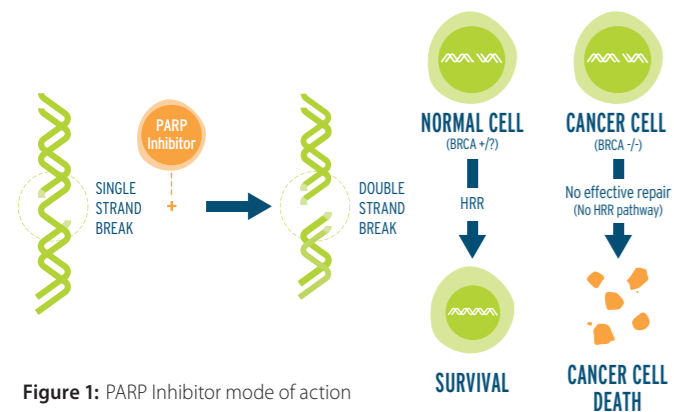 PARP
Inhibitor
+
SINGLE
STRAND
BREAK
DOUBLE
STRAND
BREAK
NORMAL CELL
(BRCA +/?)
HRR
SURVIVAL
CANCER CELL
(BRCA -/-)
No effective repair
(No HRR pathway)
CANCER CELL
DEATH
Figure 1: PARP Inhibitor mode of action